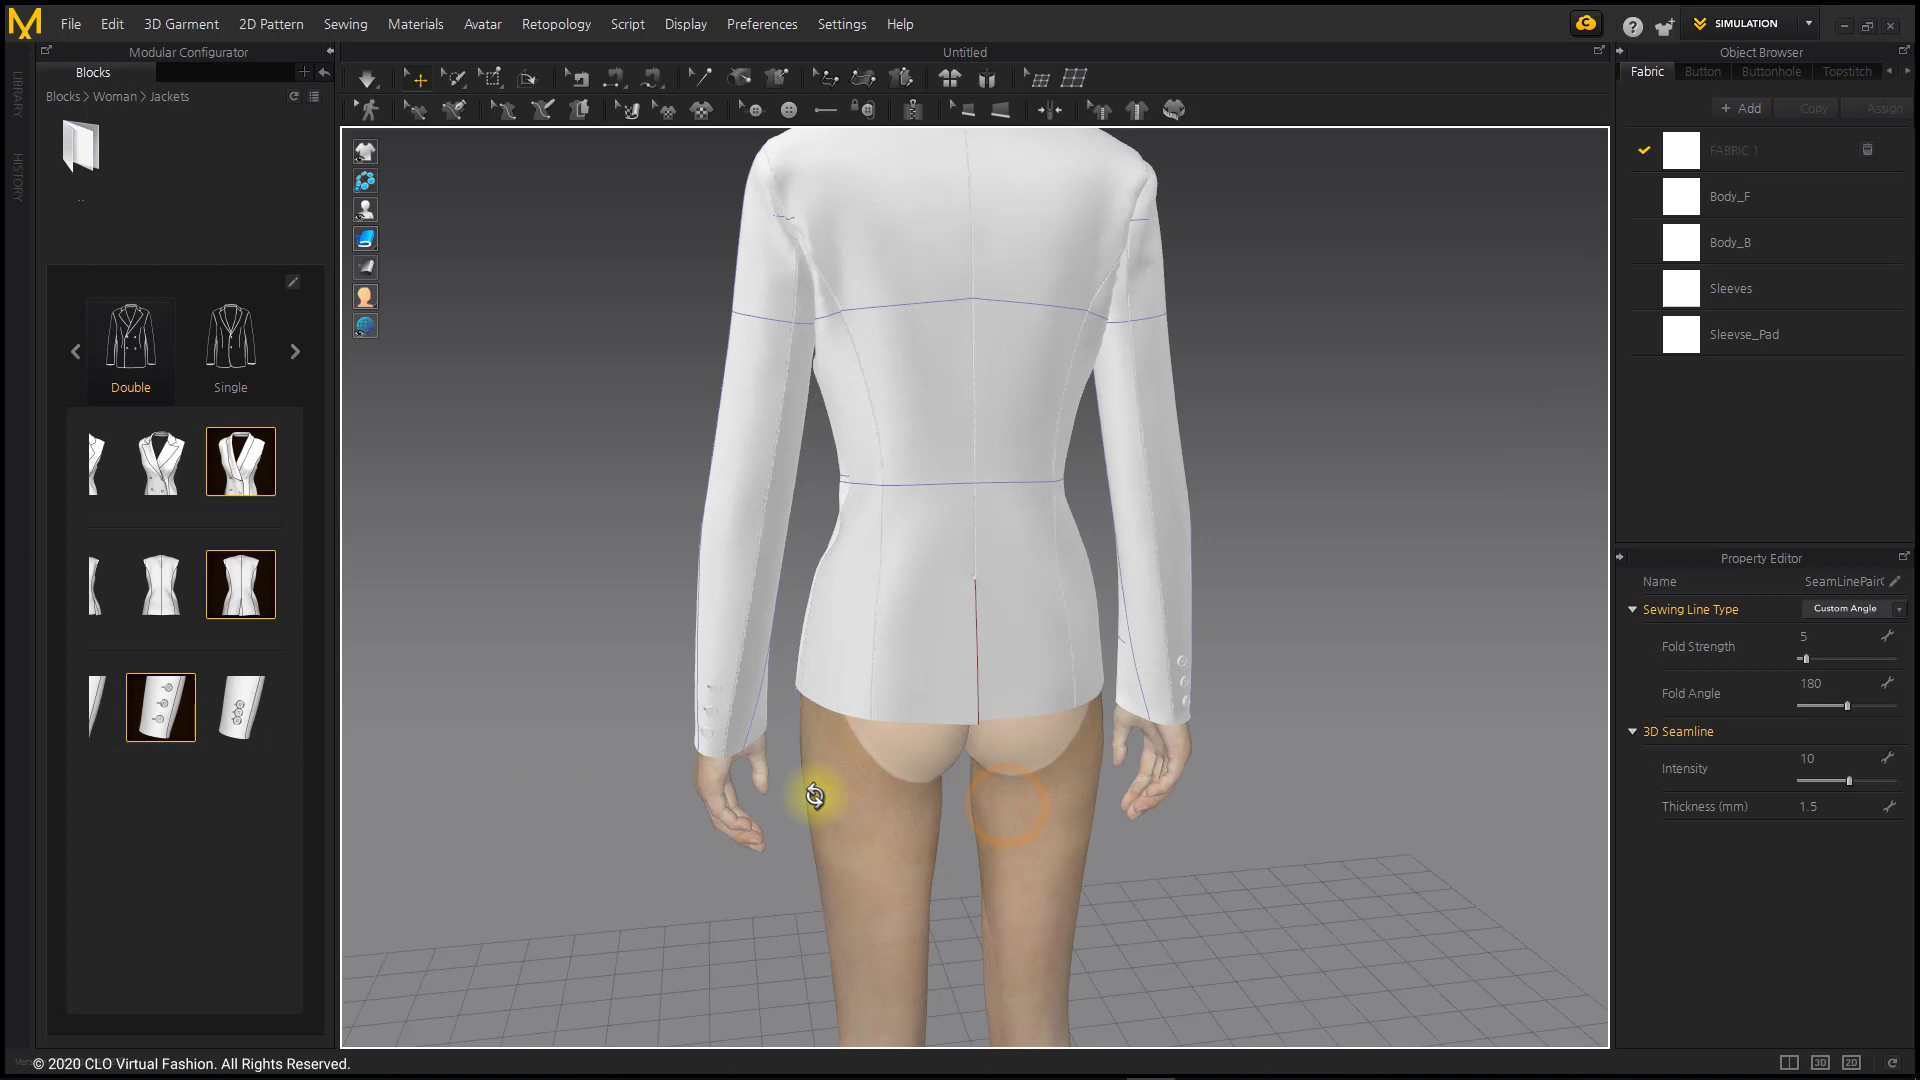 File Edit 3D Garment 2D Pattern Sewing Materials Avatar Retopology Script Display Preferences Settings Help
SIMULATION
Modular Configurator
Untitled
Object Browser
Blocks
Fabric Button Buttonhole Topstitch
Blocks > Woman > Jackets
+ Add Copy Assign
LIBRARY
HISTORY
..
FABRIC 1
Body_F
Body_B
Sleeves
Sleevse_Pad
Double
Single
Property Editor
Name SeamLinePair
Sewing Line Type Custom Angle
Fold Strength 5
Fold Angle 180
3D Seamline
Intensity 10
Thickness (mm) 1.5
© 2020 CLO Virtual Fashion. All Rights Reserved.
3D 2D